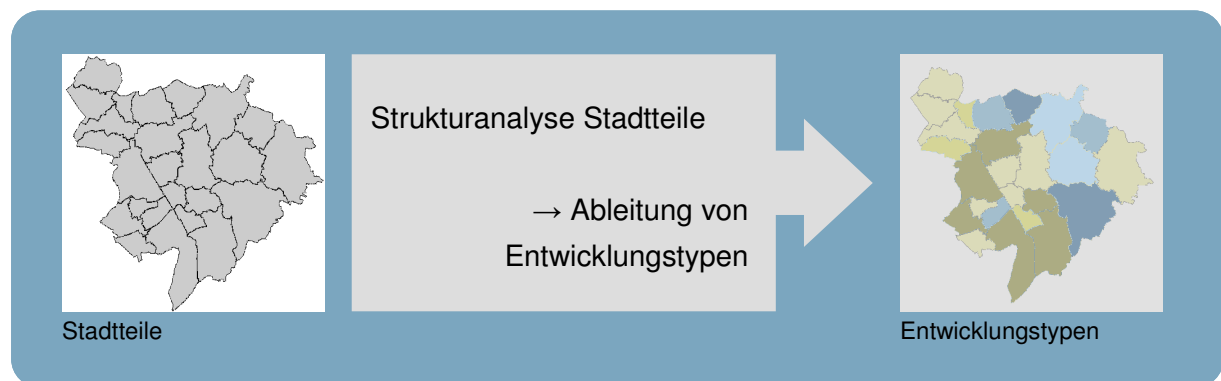 Strukturanalyse Stadtteile
→ Ableitung von
Entwicklungstypen
Stadtteile
Entwicklungstypen